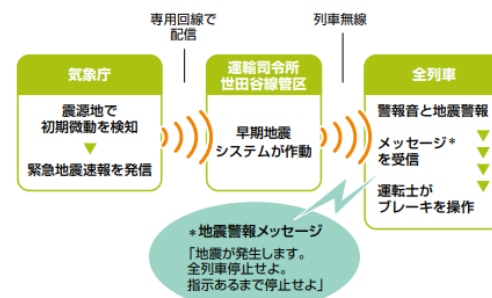 専用回線で
配信
列車無線
気象庁
震源地で
初期微動を検知
緊急地震速報を発信
運輸司令所
世田谷線管区
早期地震
システムが作動
全列車
警報音と地震警報
メッセージ*
を受信
運転士が
ブレーキを操作
*地震警報メッセージ
「地震が発生します。
全列車停止せよ。
指示あるまで停止せよ」